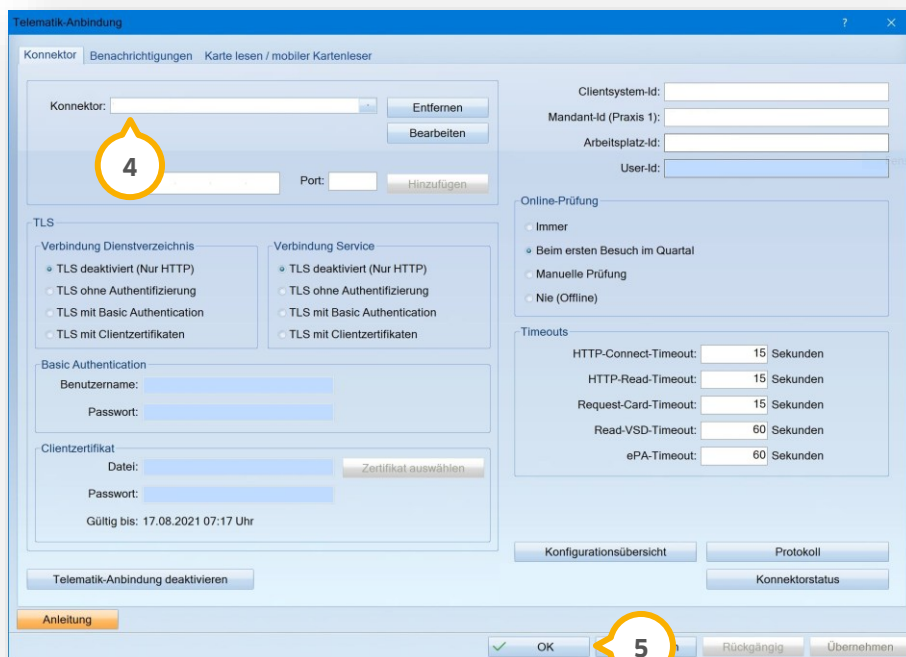 Telematik-Anbindung ?
Konnektor Benachrichtigungen Karte lesen / mobiler Kartenleser
Konnektor:
Entfernen
Bearbeiten
4
Port:
Hinzufügen
Clientsystem-Id:
Mandant-Id (Praxis 1):
Arbeitsplatz-Id:
User-Id:
TLS
Verbindung Dienstverzeichnis
TLS deaktiviert (Nur HTTP)
TLS ohne Authentifizierung
TLS mit Basic Authentication
TLS mit Clientzertifikaten
Verbindung Service
TLS deaktiviert (Nur HTTP)
TLS ohne Authentifizierung
TLS mit Basic Authentication
TLS mit Clientzertifikaten
Online-Prüfung
Immer
Beim ersten Besuch im Quartal
Manuelle Prüfung
Nie (Offline)
Basic Authentication
Benutzername:
Passwort:
Timeouts
HTTP-Connect-Timeout: 15 Sekunden
HTTP-Read-Timeout: 15 Sekunden
Request-Card-Timeout: 15 Sekunden
Read-VSD-Timeout: 60 Sekunden
ePA-Timeout: 60 Sekunden
Clientzertifikat
Datei:
Zertifikat auswählen
Passwort:
Gültig bis: 17.08.2021 07:17 Uhr
Konfigurationsübersicht
Protokoll
Telematik-Anbindung deaktivieren
Konnektorstatus
Anleitung
OK
5
Rückgängig
Übernehmen